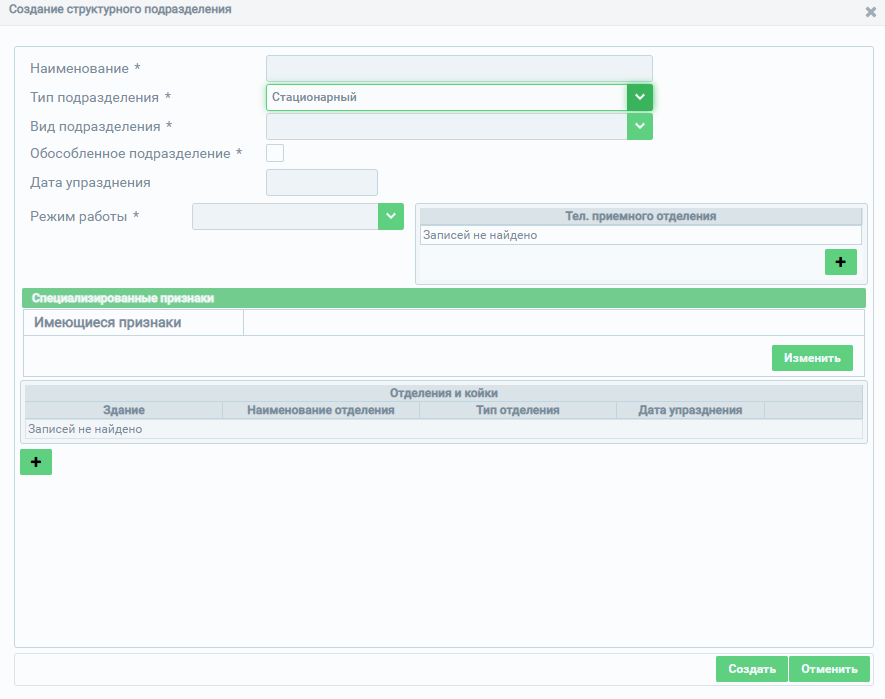 Создание структурного подразделения
Наименование *
Тип подразделения *
Стационарный
Вид подразделения *
Обособленное подразделение *
Дата упразднения
Режим работы *
Тел. приемного отделения
Записей не найдено
+
Специализированные признаки
Имеющиеся признаки
Изменить
Отделения и койки
Здание Наименование отделения Тип отделения Дата упразднения
Записей не найдено
+
Создать Отменить